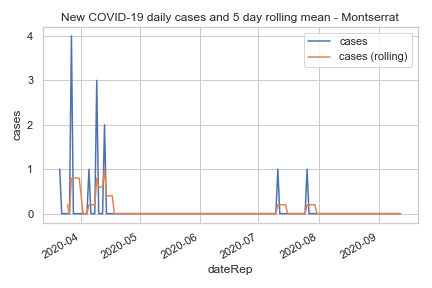 New COVID-19 daily cases and 5 day rolling mean - Montserrat
cases
cases (rolling)
4
3
2
1
0
cases
2020-04
2020-05
2020-06
2020-07
2020-08
2020-09
dateRep